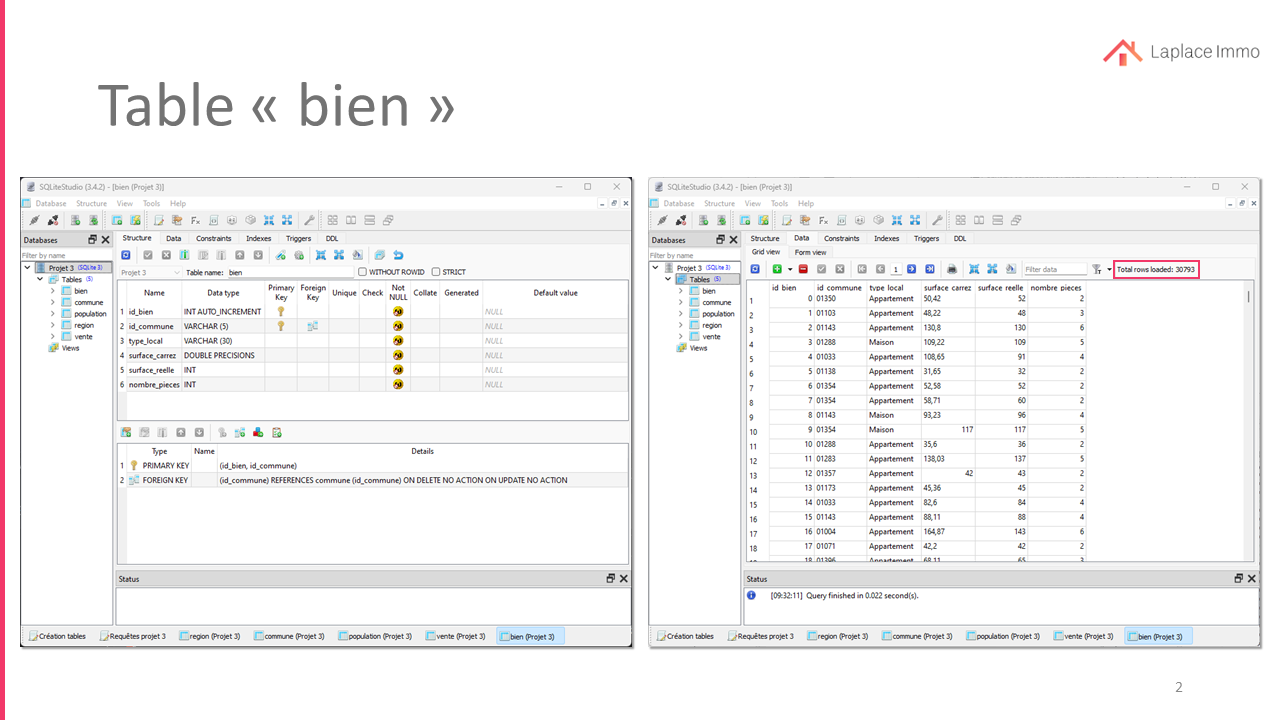 Laplace Immo
Table « bien »
SQLiteStudio (3.4.2) - [bien (Projet 3)]
Database Structure View Tools Help
Databases
Filter by name
Projet 3 (SQLite 3)
Tables (5)
bien
commune
population
region
vente
Views
Structure Data Constraints Indexes Triggers DDL
Projet 3 Table name: bien WITHOUT ROWID STRICT
Name Data type Primary Key Foreign Key Unique Check Not NULL Collate Generated Default value
1 id_bien INT AUTO_INCREMENT NULL
2 id_commune VARCHAR (5) NULL
3 type_local VARCHAR (30) NULL
4 surface_carrez DOUBLE PRECISIONS NULL
5 surface_reelle INT NULL
6 nombre_pieces INT NULL
Type Name Details
1 PRIMARY KEY (id_bien, id_commune)
2 FOREIGN KEY (id_commune) REFERENCES commune (id_commune) ON DELETE NO ACTION ON UPDATE NO ACTION
Status
Création tables Requêtes projet 3 region (Projet 3) commune (Projet 3) population (Projet 3) vente (Projet 3) bien (Projet 3)
SQLiteStudio (3.4.2) - [bien (Projet 3)]
Database Structure View Tools Help
Databases
Filter by name
Projet 3 (SQLite 3)
Tables (5)
bien
commune
population
region
vente
Views
Structure Data Constraints Indexes Triggers DDL
Grid view Form view
1 Filter data Total rows loaded: 30793
id_bien id_commune type_local surface_carrez surface_reelle nombre_pieces
1 0 01350 Appartement 50,42 52 2
2 1 01103 Appartement 48,22 48 3
3 2 01143 Appartement 130,8 130 6
4 3 01288 Maison 109,22 109 5
5 4 01033 Appartement 108,65 91 4
6 5 01138 Appartement 31,65 32 2
7 6 01354 Appartement 52,58 52 2
8 7 01354 Appartement 58,71 60 2
9 8 01143 Maison 93,23 96 4
10 9 01354 Maison 117 117 5
11 10 01288 Appartement 35,6 36 2
12 11 01283 Appartement 138,03 137 5
13 12 01357 Appartement 42 43 2
14 13 01173 Appartement 45,36 45 2
15 14 01033 Appartement 82,6 84 4
16 15 01143 Appartement 88,11 88 4
17 16 01004 Appartement 164,87 143 6
18 17 01071 Appartement 42,2 42 2
18 01396 Appartement 68,11 65 3
Status
[09:32:11] Query finished in 0.022 second(s).
Création tables Requêtes projet 3 region (Projet 3) commune (Projet 3) population (Projet 3) vente (Projet 3) bien (Projet 3)
2